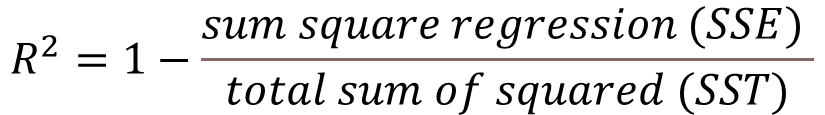 R² = 1 − sum square regression (SSE)
total sum of squared (SST)